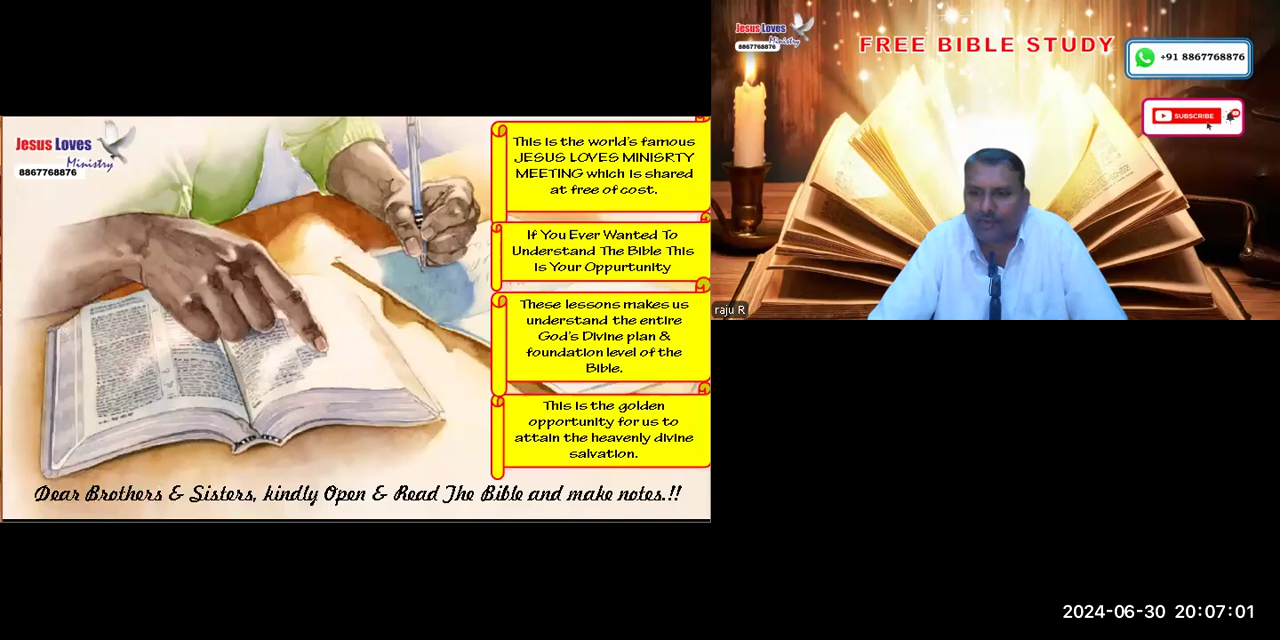 Jesus Loves
Ministry
8867768876
This is the world's famous
JESUS LOVES MINISRTY
MEETING which is shared
at free of cost.
If You Ever Wanted To
Understand The Bible This
is Your Oppurtunity
These lessons makes us
understand the entire
God's Divine plan &
foundation level of the
Bible.
This is the golden
opportunity for us to
attain the heavenly divine
salvation.
Dear Brothers & Sisters, kindly Open & Read The Bible and make notes.!!
Jesus Loves
Ministry
8867768876
FREE BIBLE STUDY
+91 8867768876
SUBSCRIBE
raju R
2024-06-30 20:07:01